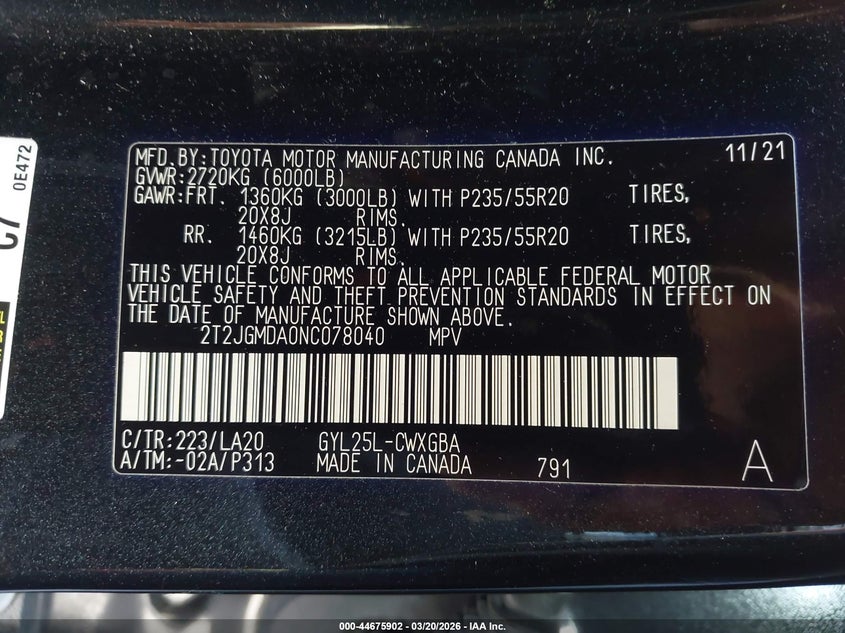 MFD.BY:TOYOTA MOTOR MANUFACTURING CANADA INC. 11/21
GVWR:2720KG (6000LB)
GAWR:FRT. 1360KG (3000LB) WITH P235/55R20 TIRES,
20X8J RIMS.
RR. 1460KG (3215LB) WITH P235/55R20 TIRES,
20X8J RIMS.
THIS VEHICLE CONFORMS TO ALL APPLICABLE FEDERAL MOTOR
VEHICLE SAFETY AND THEFT PREVENTION STANDARDS IN EFFECT ON
THE DATE OF MANUFACTURE SHOWN ABOVE.
2T2JGMDA0NC078040 MPV
C/TR:223/LA20 GYL25L-CWXGBA
A/TM:-02A/P313 MADE IN CANADA 791 A
0E472
C7
000-44675902 — 03/20/2026 — IAA Inc.